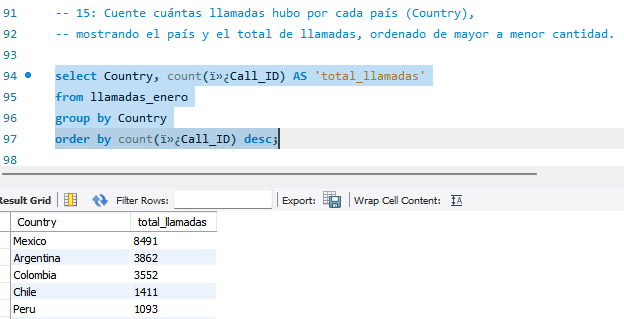 91 -- 15: Cuente cuántas llamadas hubo por cada país (Country),
92 -- mostrando el país y el total de llamadas, ordenado de mayor a menor cantidad.
93
94 select Country, count(ï»¿Call_ID) AS 'total_llamadas'
95 from llamadas_enero
96 group by Country
97 order by count(ï»¿Call_ID) desc;
98
Result Grid Filter Rows: Export: Wrap Cell Content: IA
Country total_llamadas
Mexico 8491
Argentina 3862
Colombia 3552
Chile 1411
Peru 1093